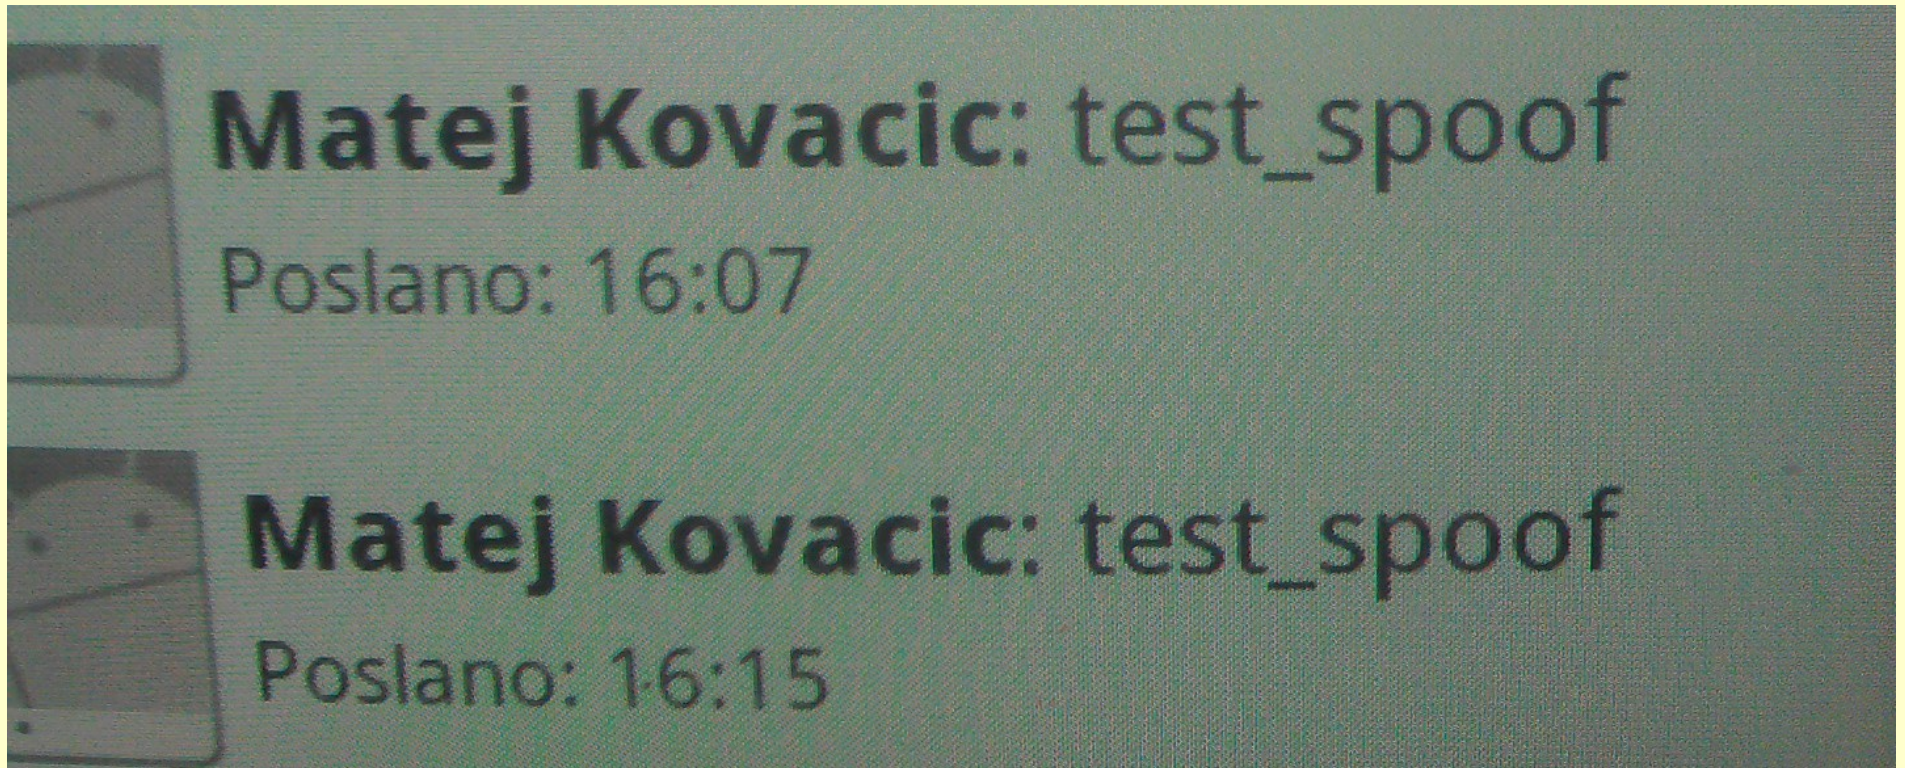 Matej Kovacic: test_spoof
Poslano: 16:07
Matej Kovacic: test_spoof
Poslano: 16:15